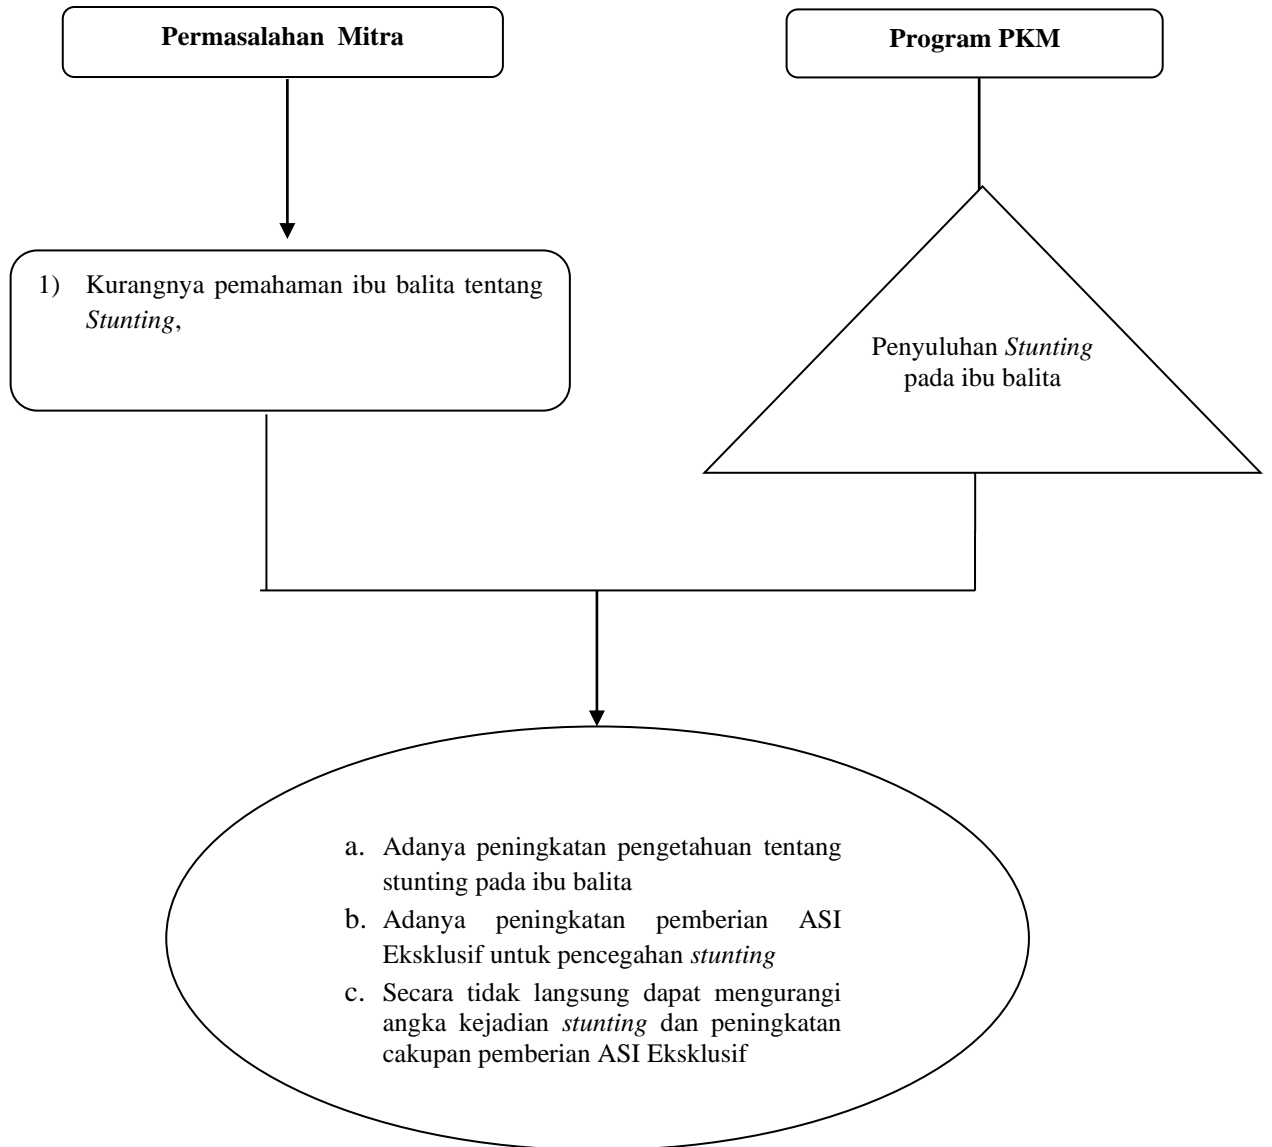 Permasalahan Mitra
Program PKM
1) Kurangnya pemahaman ibu balita tentang
Stunting,
Penyuluhan Stunting
pada ibu balita
a. Adanya peningkatan pengetahuan tentang
stunting pada ibu balita
b. Adanya peningkatan pemberian ASI
Eksklusif untuk pencegahan stunting
c. Secara tidak langsung dapat mengurangi
angka kejadian stunting dan peningkatan
cakupan pemberian ASI Eksklusif